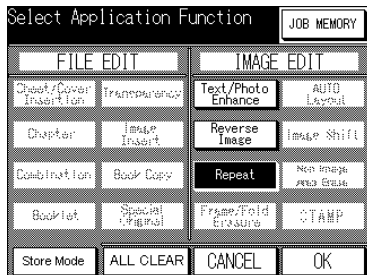 Select Application Function
JOB MEMORY
FILE EDIT
IMAGE EDIT
Sheet/Cover
Insertion
Transparency
Text/Photo
Enhance
AUTO
Layout
Chapter
Image
Insert
Reverse
Image
Image Shift
Combination
Book Copy
Repeat
Non Image
Area Erase
Booklet
Special
Original
Frame/Fold
Erasure
STAMP
Store Mode
ALL CLEAR
CANCEL
OK